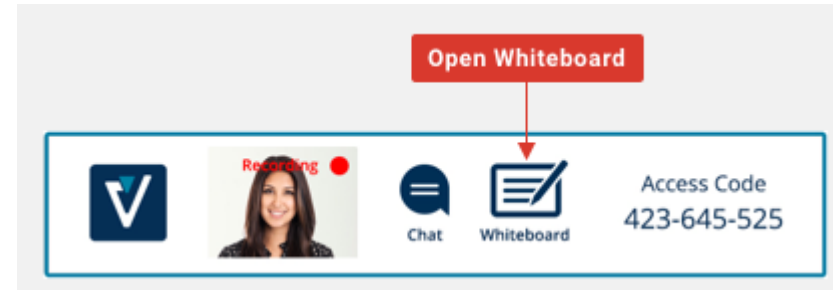 Open Whiteboard
Recording
Chat
Whiteboard
Access Code
423-645-525